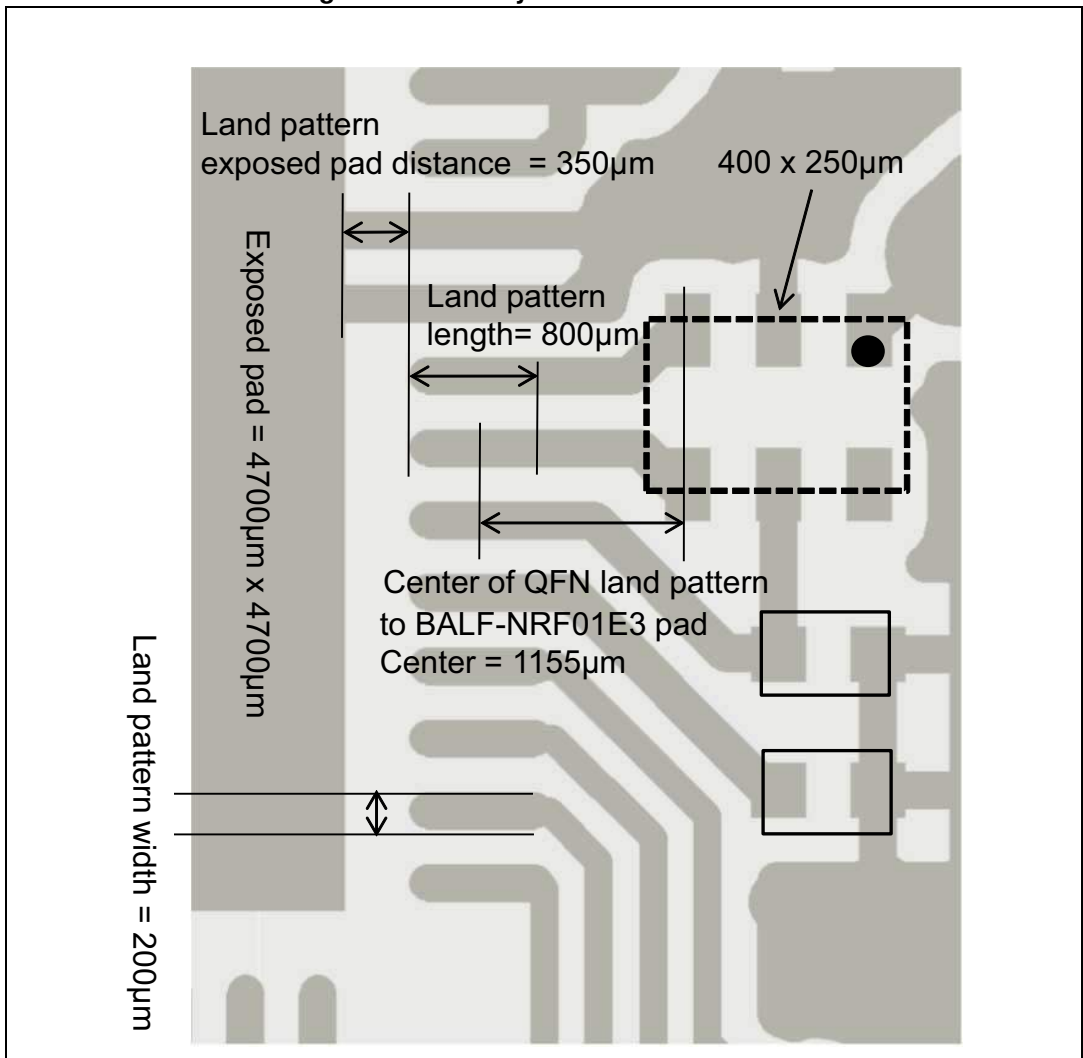 Land pattern
exposed pad distance = 350µm
400 x 250µm
Exposed pad = 4700µm x 4700µm
Land pattern
length= 800µm
Center of QFN land pattern
to BALF-NRF01E3 pad
Center = 1155µm
Land pattern width = 200µm